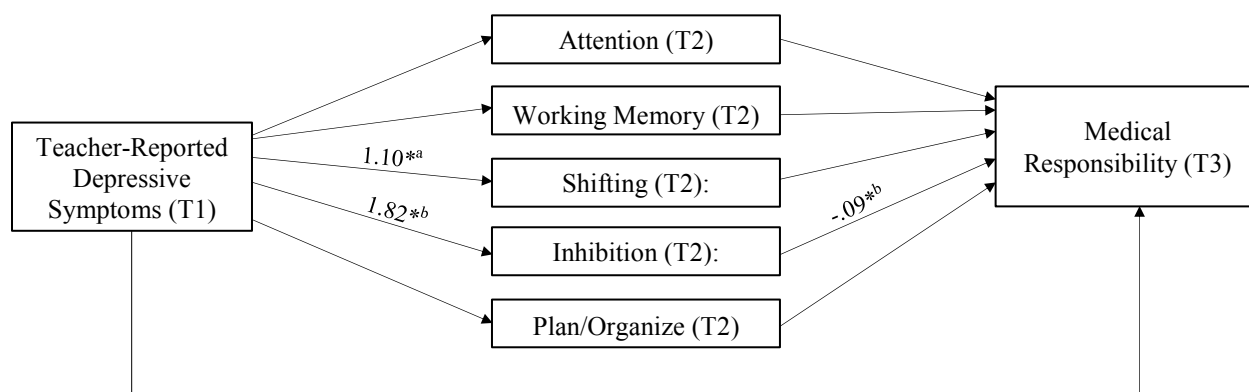 Attention (T2)
Working Memory (T2)
Teacher-Reported
Depressive
Symptoms (T1)
1.10*ᵃ
Shifting (T2):
1.82*ᵇ
Inhibition (T2):
-.09*ᵇ
Plan/Organize (T2)
Medical
Responsibility (T3)